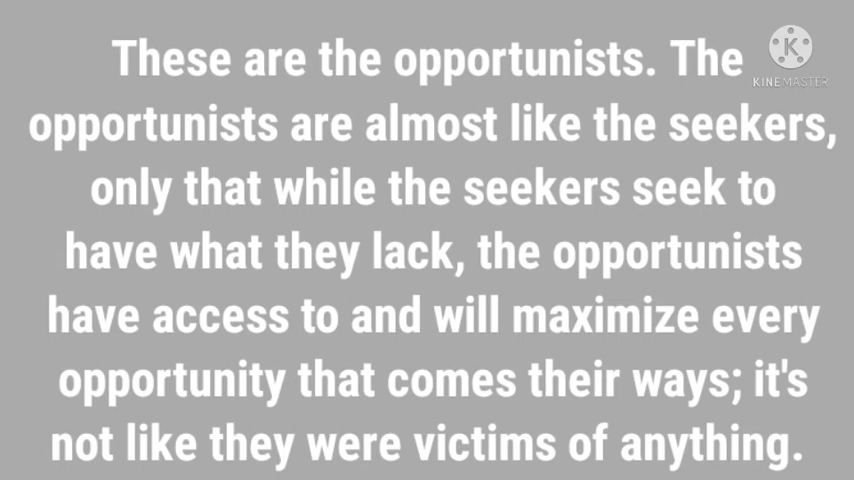 These are the opportunists. The
opportunists are almost like the seekers,
only that while the seekers seek to
have what they lack, the opportunists
have access to and will maximize every
opportunity that comes their ways; it's
not like they were victims of anything.
K
KINEMASTER